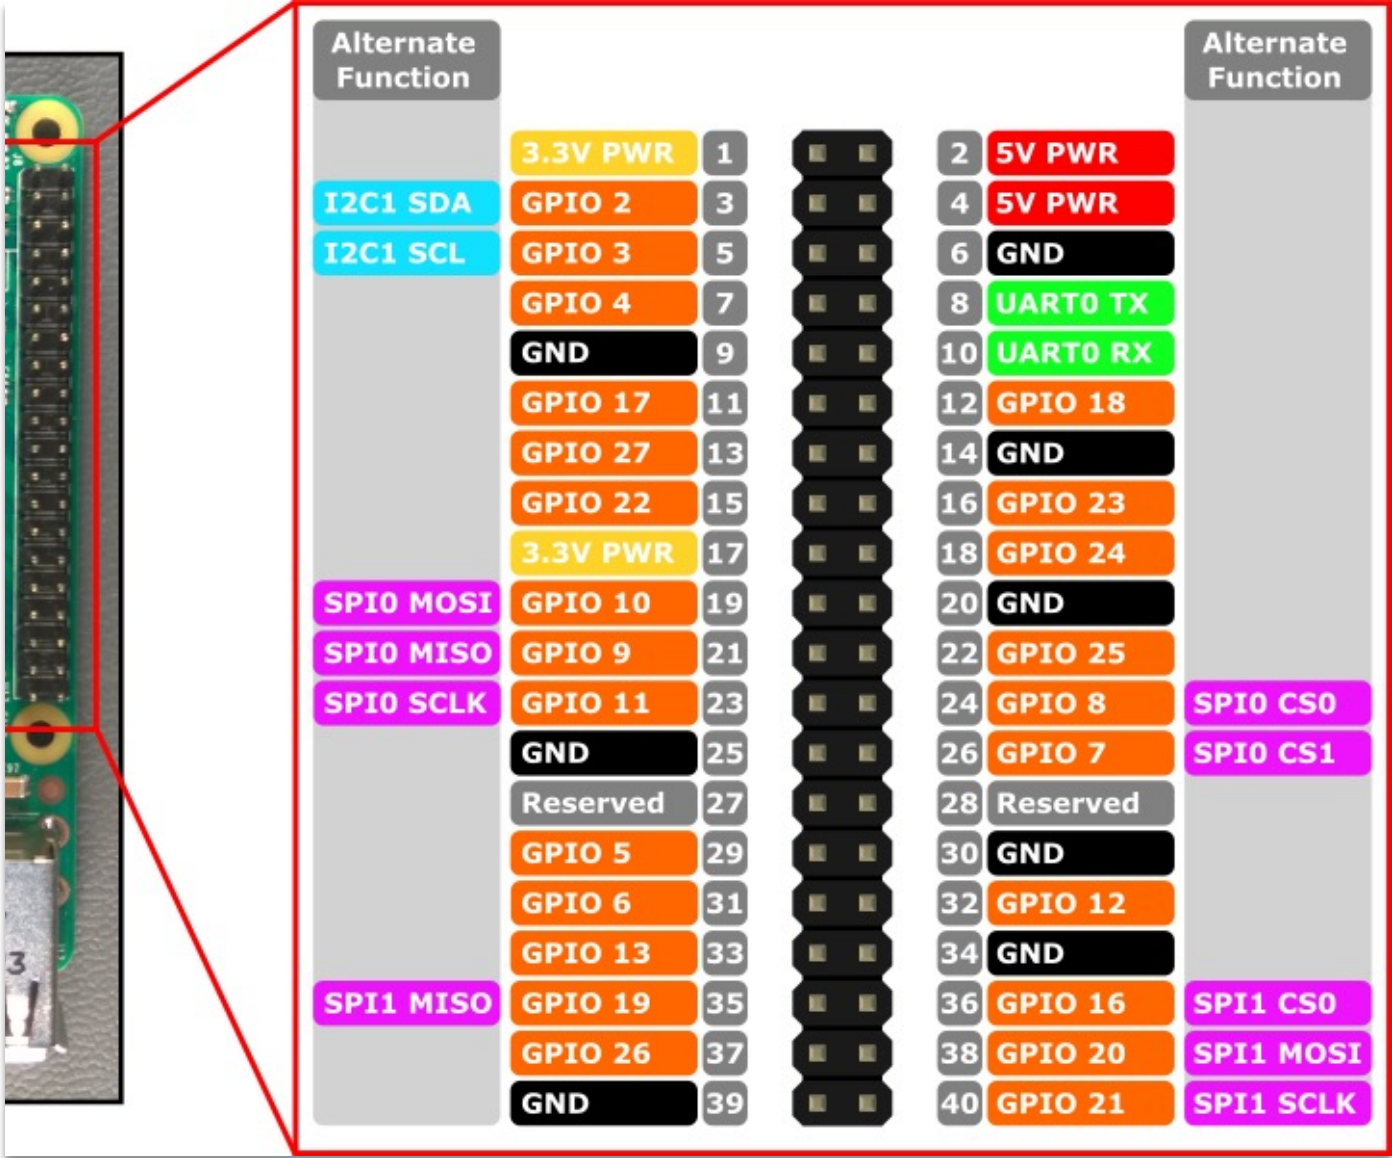 Alternate
Function
Alternate
Function
3.3V PWR 1 2 5V PWR
I2C1 SDA GPIO 2 3 4 5V PWR
I2C1 SCL GPIO 3 5 6 GND
GPIO 4 7 8 UART0 TX
GND 9 10 UART0 RX
GPIO 17 11 12 GPIO 18
GPIO 27 13 14 GND
GPIO 22 15 16 GPIO 23
3.3V PWR 17 18 GPIO 24
SPI0 MOSI GPIO 10 19 20 GND
SPI0 MISO GPIO 9 21 22 GPIO 25
SPI0 SCLK GPIO 11 23 24 GPIO 8 SPI0 CS0
GND 25 26 GPIO 7 SPI0 CS1
Reserved 27 28 Reserved
GPIO 5 29 30 GND
GPIO 6 31 32 GPIO 12
GPIO 13 33 34 GND
SPI1 MISO GPIO 19 35 36 GPIO 16 SPI1 CS0
GPIO 26 37 38 GPIO 20 SPI1 MOSI
GND 39 40 GPIO 21 SPI1 SCLK
J8
97
3